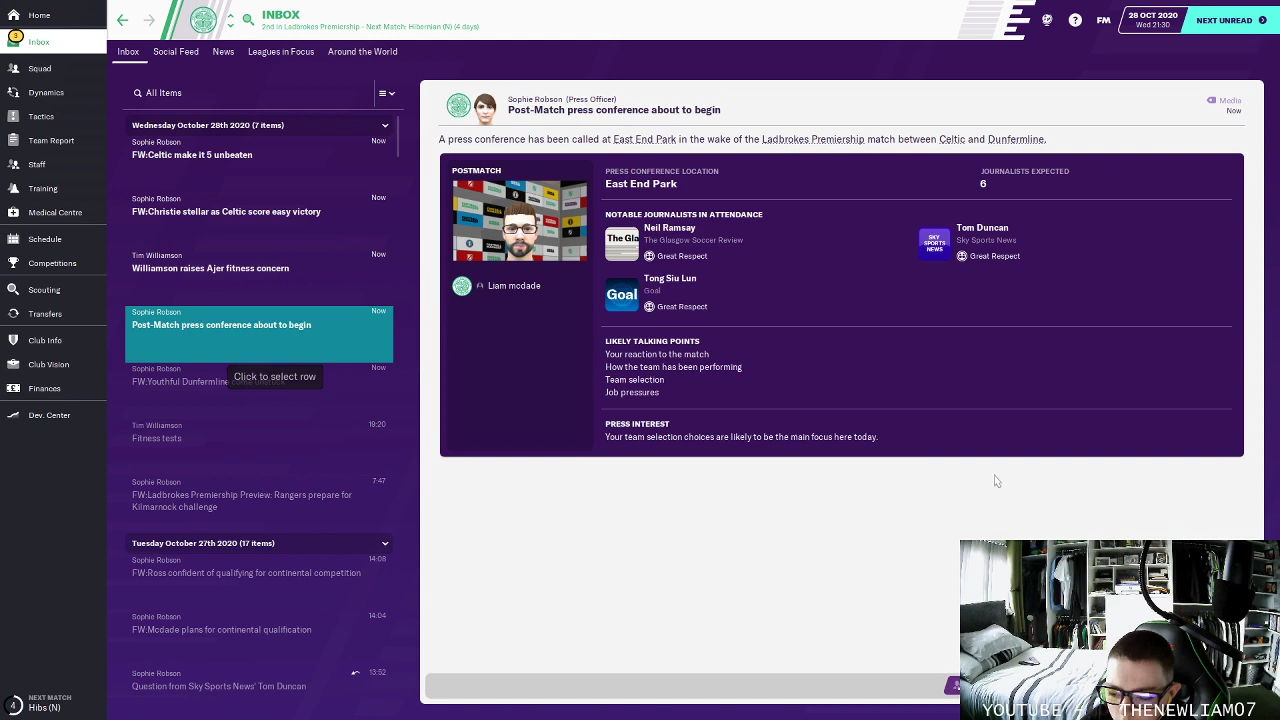 INBOX
2nd in Ladbrokes Premiership - Next Match: Hibernian (N) (4 days)
FM
28 OCT 2020
Wed 21:30
NEXT UNREAD
3
Inbox
Squad
Dynamics
Tactics
Staff
Training
Medical Centre
Schedule
Competitions
Scouting
Transfers
Club Info
Club Vision
Finances
Dev. Center
4
NEXT MATCH
Hibs (N)
Inbox
Social Feed
News
Leagues in Focus
Around the World
All Items
Wednesday October 28th 2020 (7 items)
Sophie Robson
Now
FW:Celtic make it 5 unbeaten
Sophie Robson
Now
FW:Christie stellar as Celtic score easy victory
Tim Williamson
Now
Williamson raises Ajer fitness concern
Sophie Robson
Now
Post-Match press conference about to begin
Sophie Robson
Now
FW:Youthful Dunfermline
Click to select row
Tim Williamson
19:20
Fitness tests
Sophie Robson
7:47
FW:Ladbrokes Premiership Preview: Rangers prepare for
Kilmarnock challenge
Tuesday October 27th 2020 (17 items)
Sophie Robson
14:08
FW:Ross confident of qualifying for continental competition
Sophie Robson
14:04
FW:Mcdade plans for continental qualification
Sophie Robson
13:52
Question from Sky Sports News' Tom Duncan
Sophie Robson (Press Officer)
Post-Match press conference about to begin
Media
Now
A press conference has been called at East End Park in the wake of the Ladbrokes Premiership match between Celtic and Dunfermline.
POSTMATCH
Liam mcdade
PRESS CONFERENCE LOCATION
East End Park
JOURNALISTS EXPECTED
6
NOTABLE JOURNALISTS IN ATTENDANCE
The Gla
Neil Ramsay
The Glasgow Soccer Review
Great Respect
SKY
SPORTS
NEWS
Tom Duncan
Sky Sports News
Great Respect
Goal
Tong Siu Lun
Goal
Great Respect
LIKELY TALKING POINTS
Your reaction to the match
How the team has been performing
Team selection
Job pressures
PRESS INTEREST
Your team selection choices are likely to be the main focus here today.
YOUTUBE - THENEWLIAM07